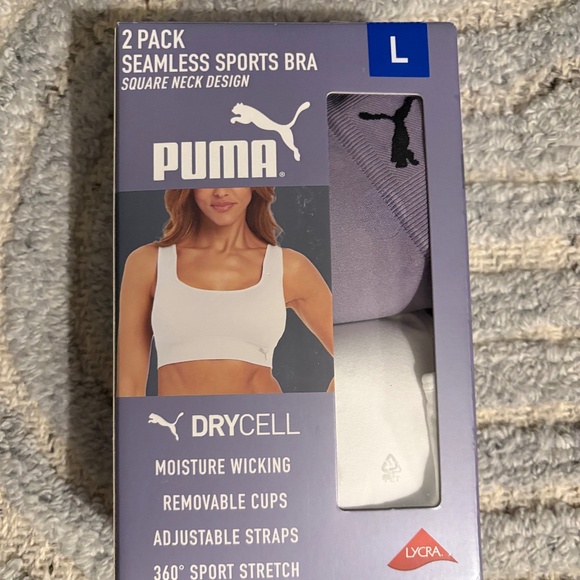 2 PACK
SEAMLESS SPORTS BRA
SQUARE NECK DESIGN
L
PUMA®
DRYCELL
MOISTURE WICKING
REMOVABLE CUPS
ADJUSTABLE STRAPS
360° SPORT STRETCH
LYCRA